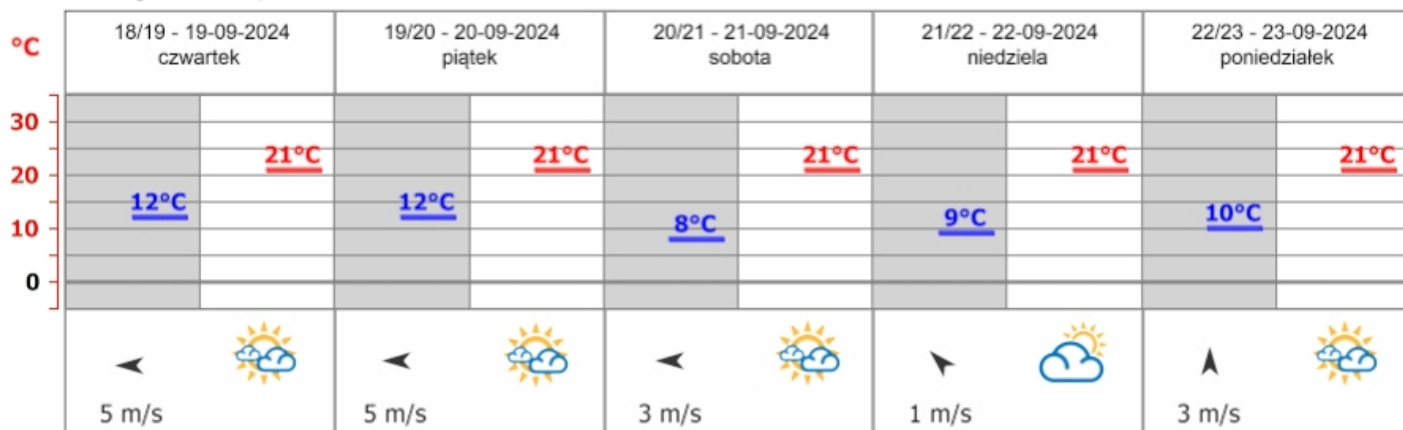 °C
18/19 - 19-09-2024
czwartek
19/20 - 20-09-2024
piątek
20/21 - 21-09-2024
sobota
21/22 - 22-09-2024
niedziela
22/23 - 23-09-2024
poniedziałek
30
20
10
0
12°C
21°C
12°C
21°C
8°C
21°C
9°C
21°C
10°C
21°C
5 m/s
5 m/s
3 m/s
1 m/s
3 m/s